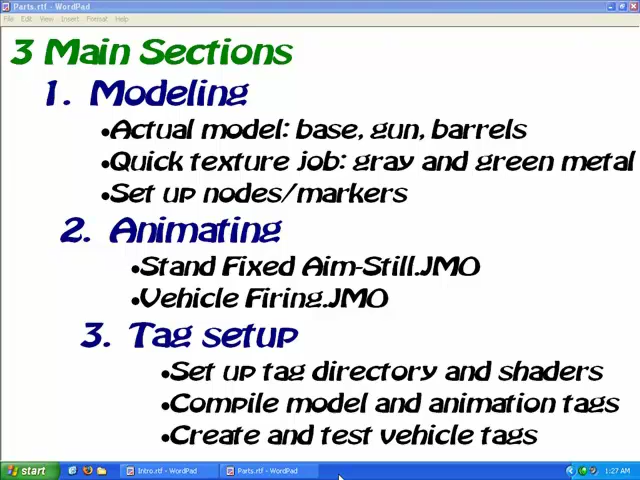 Parts.rtf - WordPad
File Edit View Insert Format Help
3 Main Sections
1. Modeling
•Actual model: base, gun, barrels
•Quick texture job: gray and green metal
•Set up nodes/markers
2. Animating
•Stand Fixed Aim-Still.JMO
•Vehicle Firing.JMO
3. Tag setup
•Set up tag directory and shaders
•Compile model and animation tags
•Create and test vehicle tags
start Intro.rtf - WordPad Parts.rtf - WordPad 1:27 AM